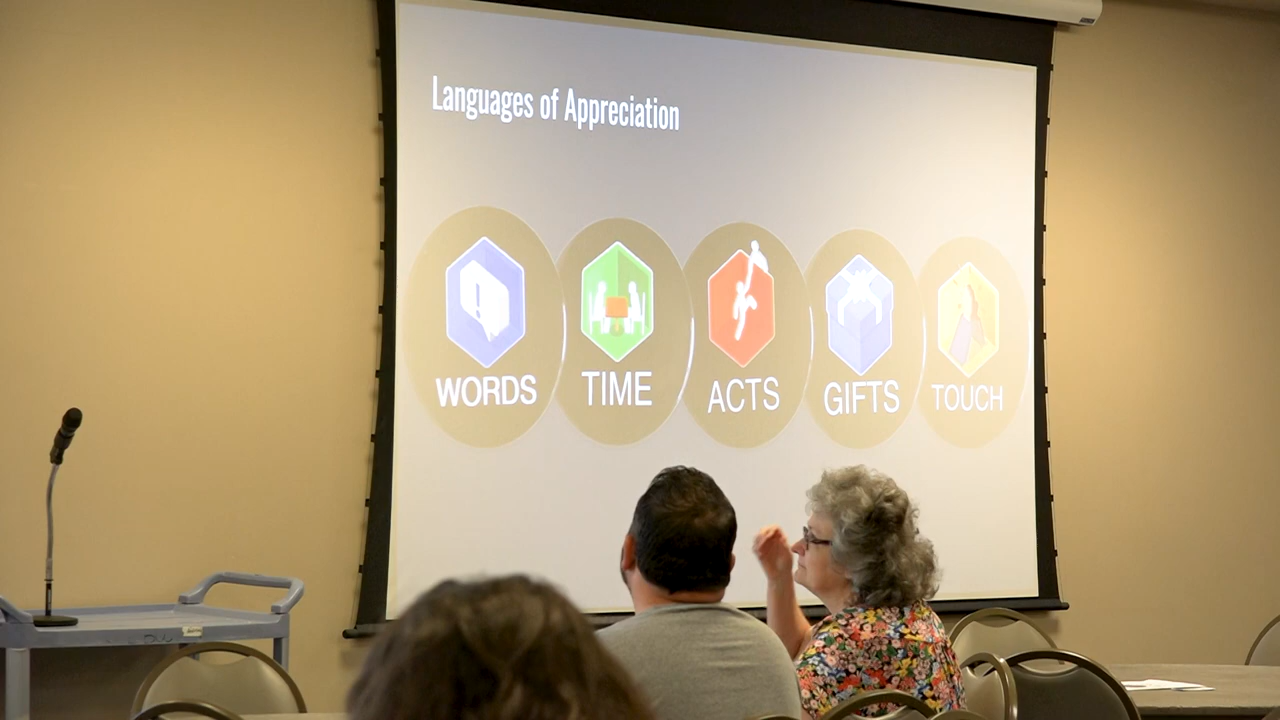 Languages of Appreciation
WORDS
TIME
ACTS
GIFTS
TOUCH